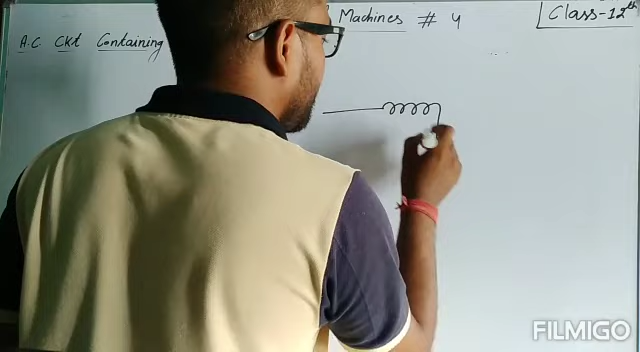 Machines # 4
Class-12th
A.C. Ckt Containing
FILMIGO